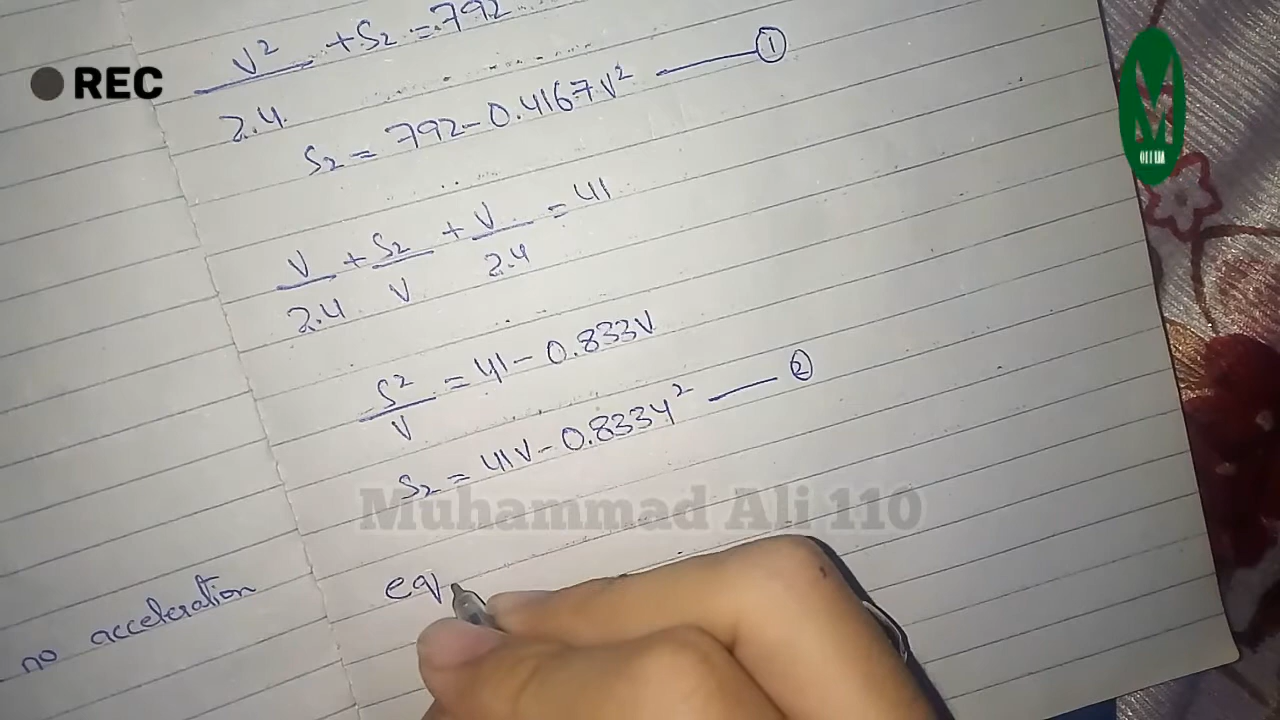 REC
V² / 2.4 + S₂ = 792
S₂ = 792 - 0.4167V² —— ①
V / 2.4 + S₂ / V + V / 2.4 = 41
S² / V = 41 - 0.833V
S₂ = 41V - 0.833V² —— ②
Muhammad Ali 110
no acceleration
eq